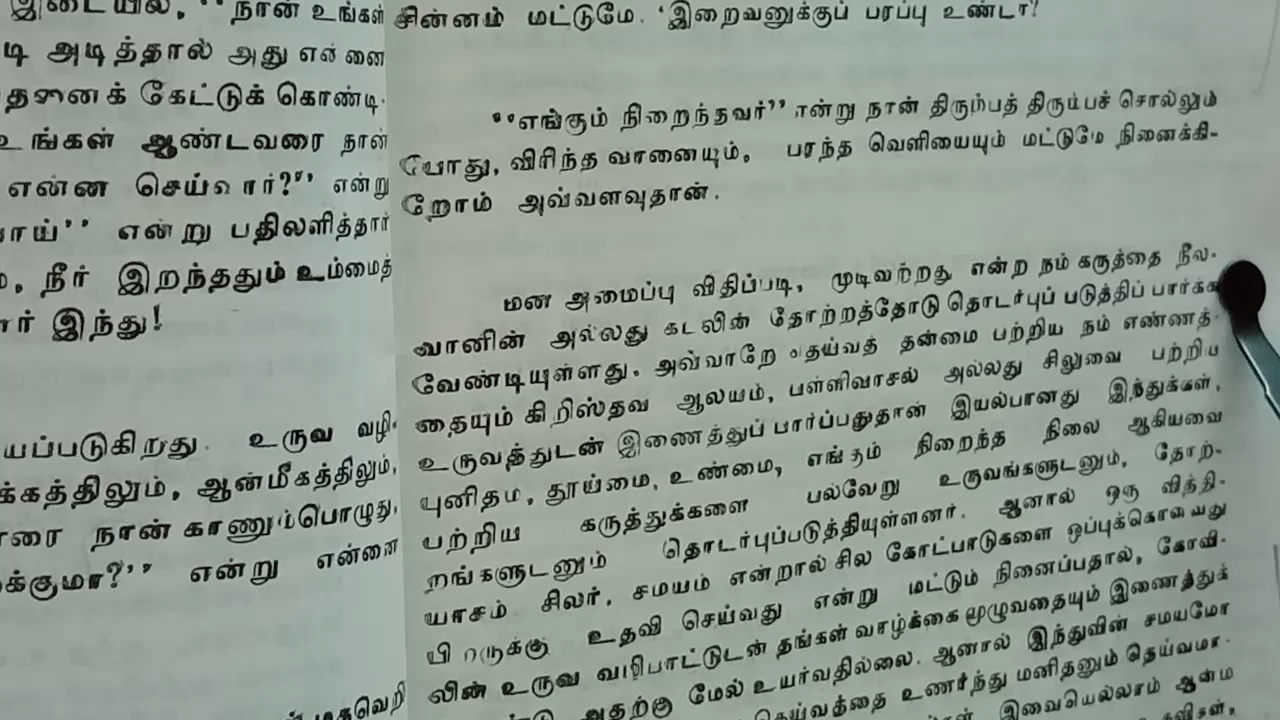 இடையில், "நான் உங்கள்
டி அடித்தால் அது என்னை
கேட்டுக் கொண்டி-
உங்கள் ஆண்டவரை நான்
என்ன செய்வார்?" என்று
என்று பதிலளித்தார்
நீர் இறந்ததும் உம்மைத்
இந்து!
யப்படுகிறது. உருவ வழி-
க்கத்திலும், ஆன்மீகத்திலும்,
நான் காணும்பொழுது,
என்று என்னை
மதவெறி
சின்னம் மட்டுமே. 'இறைவனுக்குப் பரப்பு உண்டா?
"எங்கும் நிறைந்தவர்" என்று நான் திரும்பத் திரும்பச் சொல்லும்
போது, விரிந்த வானையும், பரந்த வெளியையும் மட்டுமே நினைக்கி-
றோம் அவ்வளவுதான்.
மன அமைப்பு விதிப்படி, முடிவற்றது என்ற நம் கருத்தை நீல-
வானின் அல்லது கடலின் தோற்றத்தோடு தொடர்புப் படுத்திப் பார்க்க
வேண்டியுள்ளது. அவ்வாறே தெய்வத் தன்மை பற்றிய நம் எண்ணத்-
தையும் கிறிஸ்தவ ஆலயம், பள்ளிவாசல் அல்லது சிலுவை பற்றிய
உருவத்துடன் இணைத்துப் பார்ப்பதுதான் இயல்பானது இந்துக்கள்,
புனிதம், தூய்மை, உண்மை, எங்கும் நிறைந்த நிலை ஆகியவை
பற்றிய கருத்துக்களை பல்வேறு உருவங்களுடனும், தோற்-
றங்களுடனும் தொடர்புப்படுத்தியுள்ளனர். ஆனால் ஒரு வித்தி-
யாசம் சிலர், சமயம் என்றால் சில கோட்பாடுகளை ஒப்புக்கொள்வது
பிறருக்கு உதவி செய்வது என்று மட்டும் நினைப்பதால், கோவி-
லின் உருவ வழிபாட்டுடன் தங்கள் வாழ்க்கை முழுவதையும் இணைத்துக்
அதற்கு மேல் உயர்வதில்லை. ஆனால் இந்துவின் சமயமோ
தெய்வத்தை உணர்ந்து மனிதனும் தெய்வமா-
இவையெல்லாம் ஆன்ம